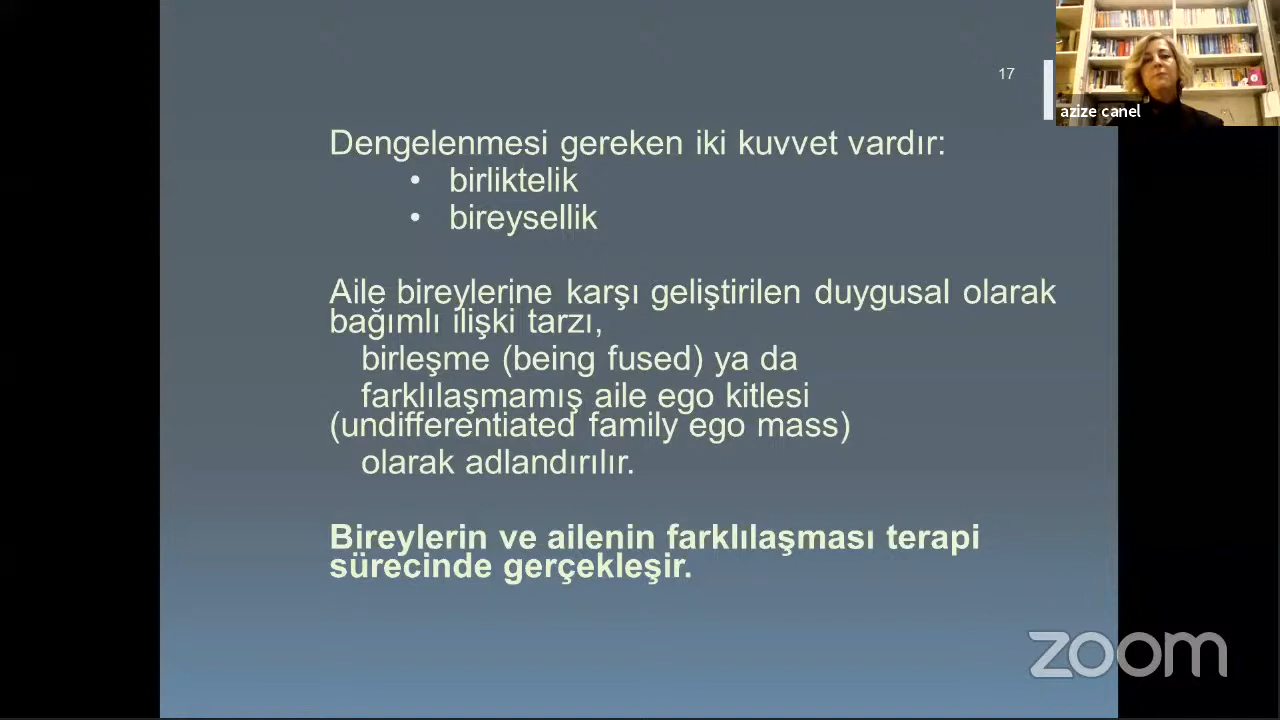 17
azize canel
Dengelenmesi gereken iki kuvvet vardır:
• birliktelik
• bireysellik
Aile bireylerine karşı geliştirilen duygusal olarak
bağımlı ilişki tarzı,
birleşme (being fused) ya da
farklılaşmamış aile ego kitlesi
(undifferentiated family ego mass)
olarak adlandırılır.
Bireylerin ve ailenin farklılaşması terapi
sürecinde gerçekleşir.
zoom